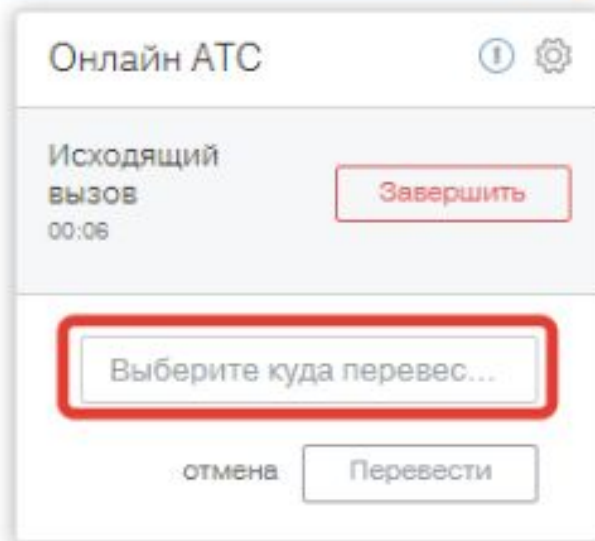 Онлайн АТС
Исходящий
вызов
00:06
Завершить
Выберите куда перевес...
отмена
Перевести